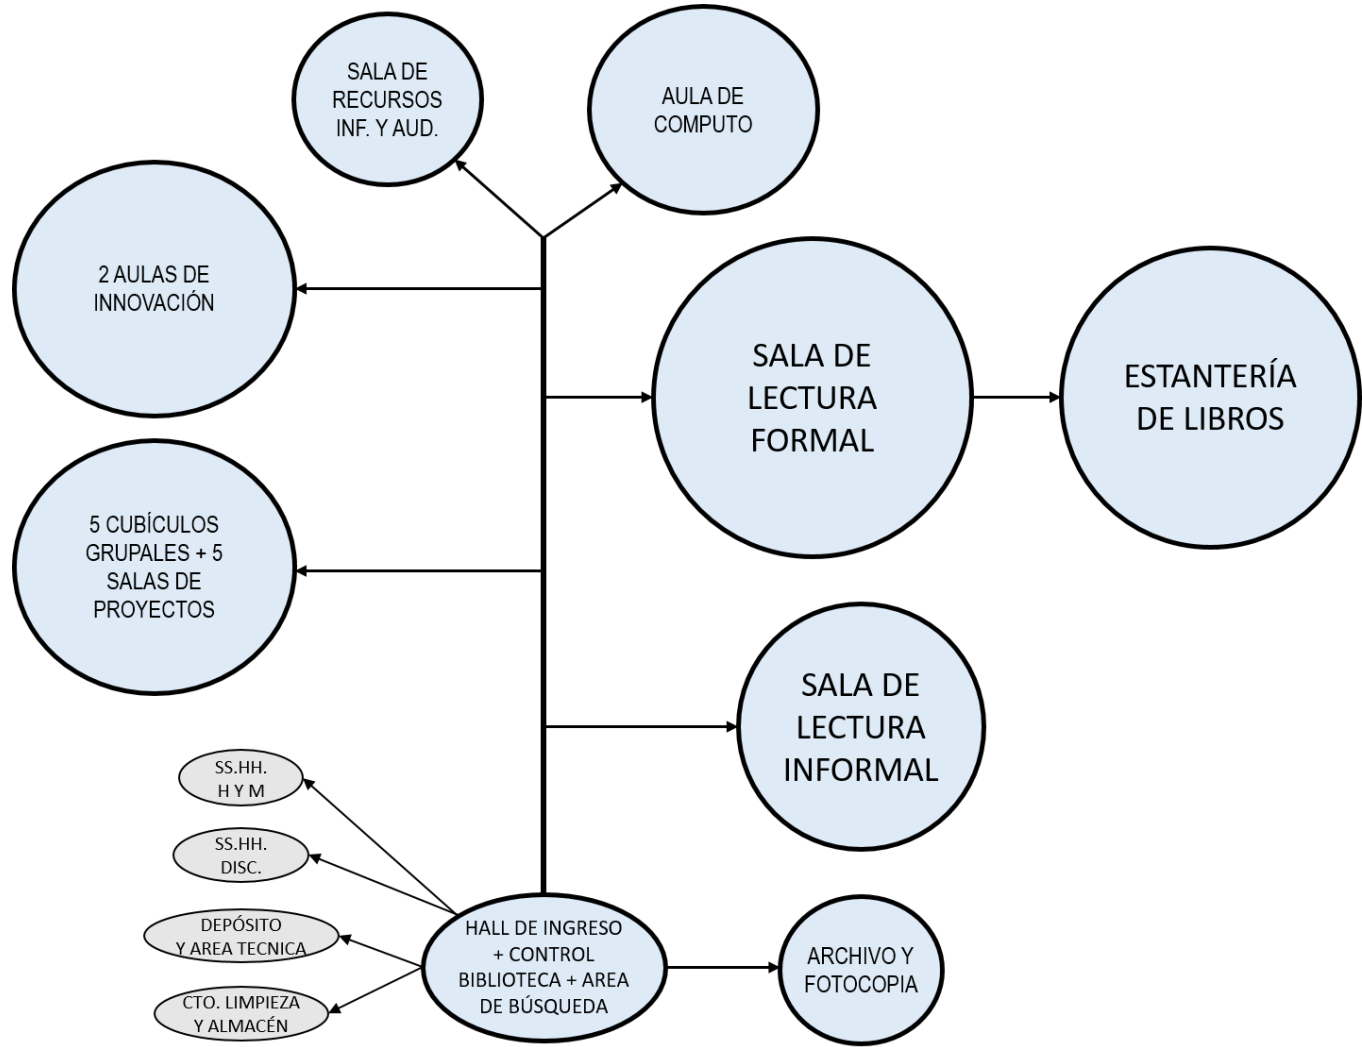 SALA DE
RECURSOS
INF. Y AUD.
AULA DE
COMPUTO
2 AULAS DE
INNOVACIÓN
SALA DE
LECTURA
FORMAL
ESTANTERÍA
DE LIBROS
5 CUBÍCULOS
GRUPALES + 5
SALAS DE
PROYECTOS
SALA DE
LECTURA
INFORMAL
SS.HH.
H Y M
SS.HH.
DISC.
DEPÓSITO
Y AREA TECNICA
CTO. LIMPIEZA
Y ALMACÉN
HALL DE INGRESO
+ CONTROL
BIBLIOTECA + AREA
DE BÚSQUEDA
ARCHIVO Y
FOTOCOPIA